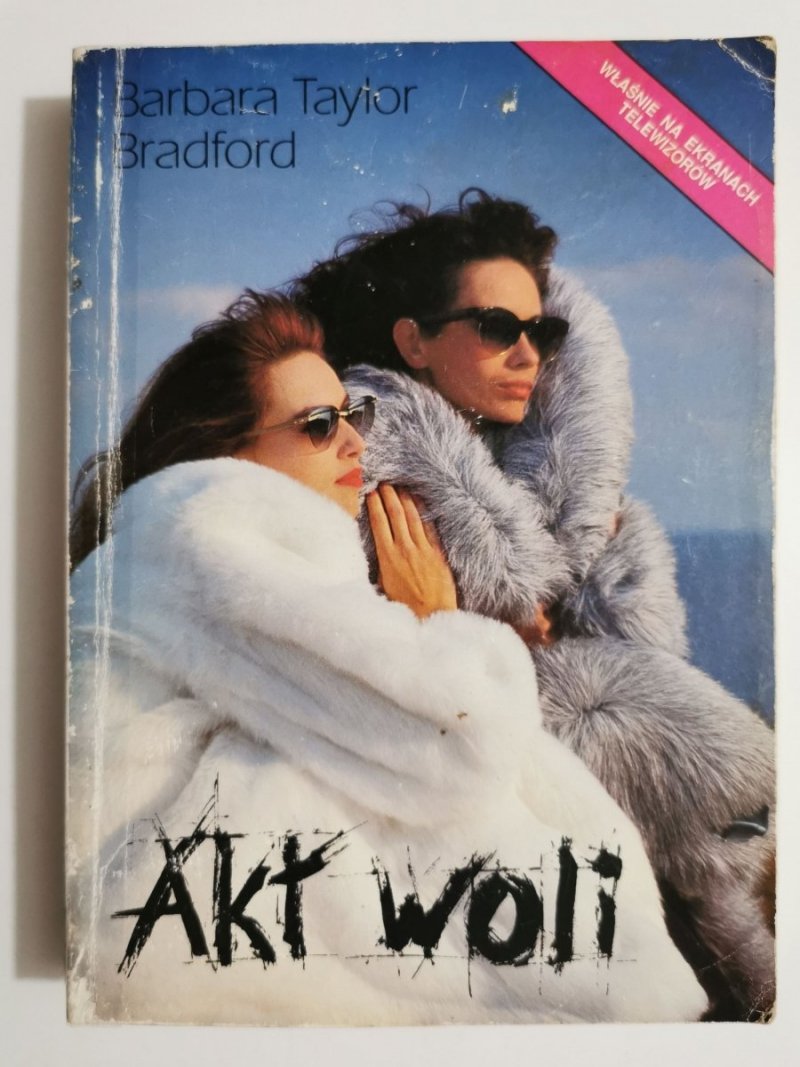 Barbara Taylor
Bradford
WŁAŚNIE NA EKRANACH
TELEWIZORÓW
Akt woli